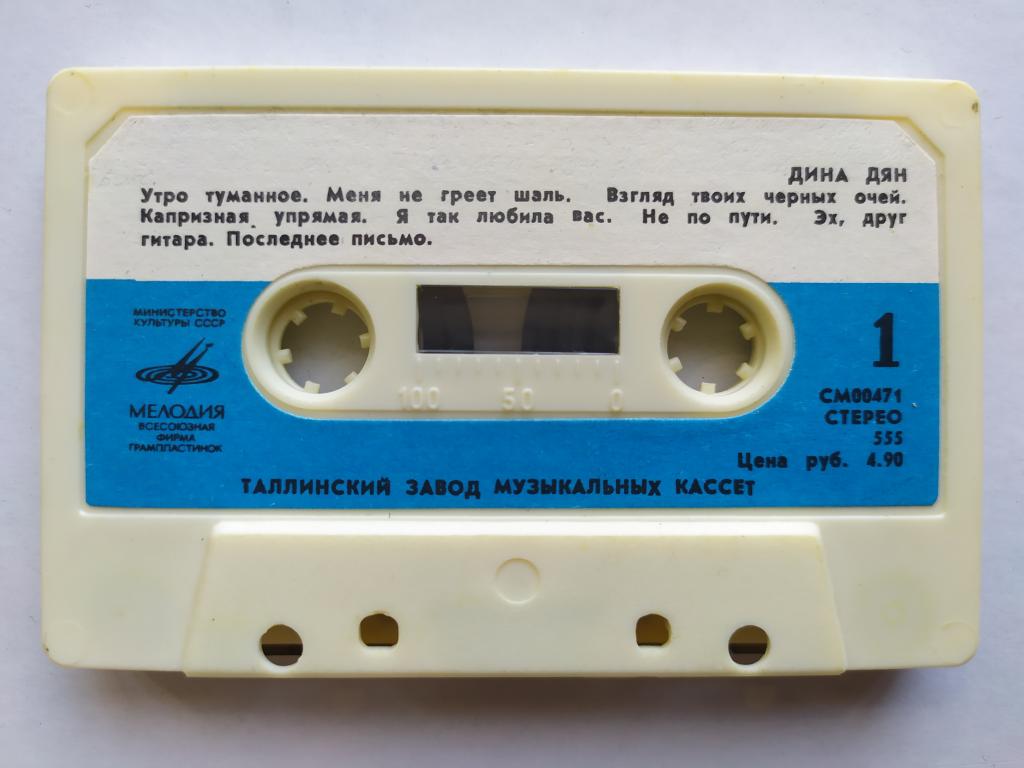 ДИНА ДЯН
Утро туманное. Меня не греет шаль. Взгляд твоих черных очей.
Капризная, упрямая. Я так любила вас. Не по пути. Эх, друг
гитара. Последнее письмо.
МИНИСТЕРСТВО
КУЛЬТУРЫ СССР
МЕЛОДИЯ
ВСЕСОЮЗНАЯ
ФИРМА
ГРАМПЛАСТИНОК
1
СМ00471
СТЕРЕО
555
Цена руб. 4.90
100 50 0
ТАЛЛИНСКИЙ ЗАВОД МУЗЫКАЛЬНЫХ КАССЕТ